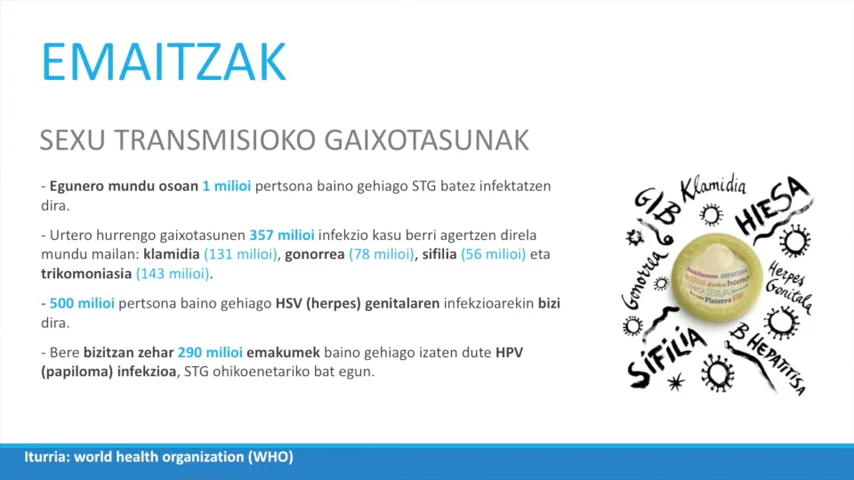 EMAITZAK
SEXU TRANSMISIOKO GAIXOTASUNAK
- Egunero mundu osoan 1 milioi pertsona baino gehiago STG batez infektatzen
dira.
- Urtero hurrengo gaixotasunen 357 milioi infekzio kasu berri agertzen direla
mundu mailan: klamidia (131 milioi), gonorrea (78 milioi), sifilia (56 milioi) eta
trikomoniasia (143 milioi).
- 500 milioi pertsona baino gehiago HSV (herpes) genitalaren infekzioarekin bizi
dira.
- Bere bizitzan zehar 290 milioi emakumek baino gehiago izaten dute HPV
(papiloma) infekzioa, STG ohikoenetariko bat egun.
GIB
Klamidia
HIESA
Gonorrea
Herpes
Genitala
SIFILIA
B HEPATITISA
homo
Plazerra
Iturria: world health organization (WHO)